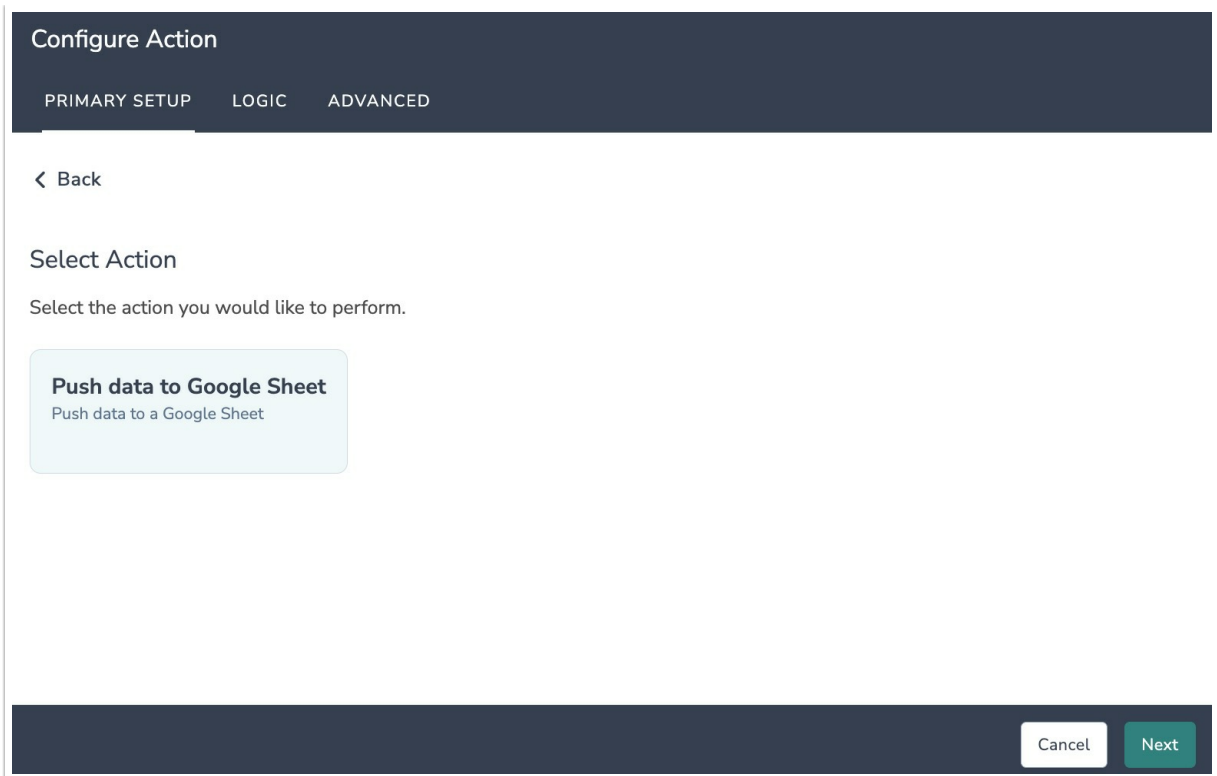 Configure Action
PRIMARY SETUP LOGIC ADVANCED
Back
Select Action
Select the action you would like to perform.
Push data to Google Sheet
Push data to a Google Sheet
Cancel Next